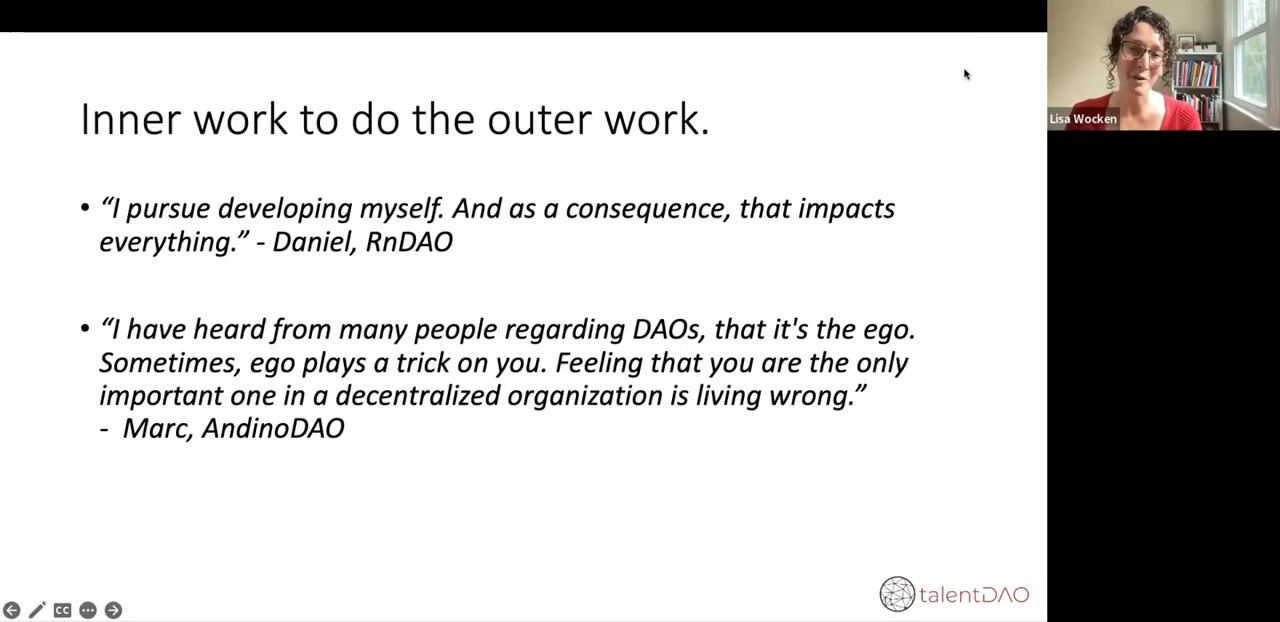 Inner work to do the outer work.
• “I pursue developing myself. And as a consequence, that impacts
everything.” - Daniel, RnDAO
• “I have heard from many people regarding DAOs, that it's the ego.
Sometimes, ego plays a trick on you. Feeling that you are the only
important one in a decentralized organization is living wrong.”
- Marc, AndinoDAO
talentDAO
CC
Lisa Wocken